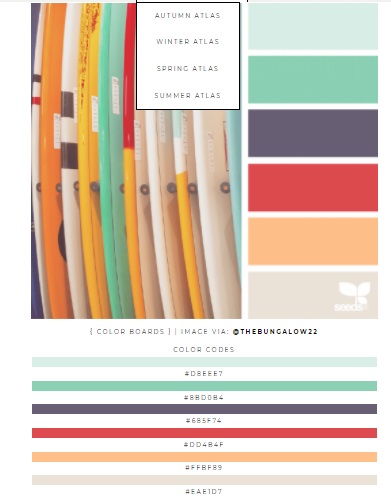 AUTUMN ATLAS
WINTER ATLAS
SPRING ATLAS
SUMMER ATLAS
seeds
{ COLOR BOARDS } | IMAGE VIA: @THEBUNGALOW22
COLOR CODES
#D8EEE7
#8BD0B4
#685F74
#DD4B4F
#FFBF89
#EAE1D7